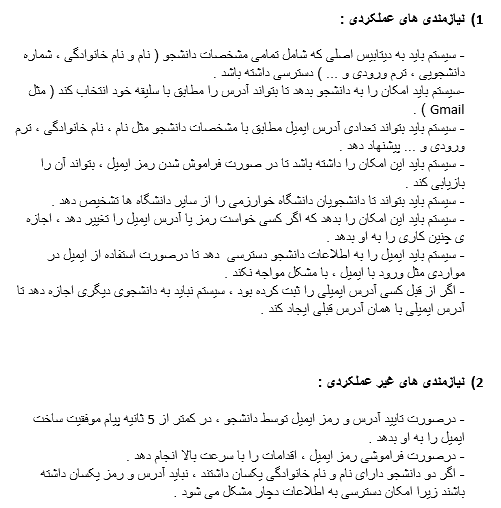 1) نیازمندی های عملکردی :
- سیستم باید به دیتابیس اصلی که شامل تمامی مشخصات دانشجو ( نام و نام خانوادگی ، شماره
دانشجویی ، ترم ورودی و ... ) دسترسی داشته باشد .
-سیستم باید امکان را به دانشجو بدهد تا بتواند آدرس را مطابق با سلیقه خود انتخاب کند ( مثل
Gmail ) .
- سیستم باید بتواند تعدادی آدرس ایمیل مطابق با مشخصات دانشجو مثل نام ، نام خانوادگی ، ترم
ورودی و ... پیشنهاد دهد .
- سیستم باید این امکان را داشته باشد تا در صورت فراموش شدن رمز ایمیل ، بتواند آن را
بازیابی کند .
- سیستم باید بتواند تا دانشجویان دانشگاه خوارزمی را از سایر دانشگاه ها تشخیص دهد .
- سیستم باید این امکان را بدهد که اگر کسی خواست رمز یا آدرس ایمیل را تغییر دهد ، اجازه
ی چنین کاری را به او بدهد .
- سیستم باید ایمیل را به اطلاعات دانشجو دسترسی دهد تا درصورت استفاده از ایمیل در
مواردی مثل ورود با ایمیل ، با مشکل مواجه نکند .
- اگر از قبل کسی آدرس ایمیلی را ثبت کرده بود ، سیستم نباید به دانشجوی دیگری اجازه دهد تا
آدرس ایمیلی با همان آدرس قبلی ایجاد کند .
2) نیازمندی های غیر عملکردی :
- درصورت تایید آدرس و رمز ایمیل توسط دانشجو ، در کمتر از 5 ثانیه پیام موفقیت ساخت
ایمیل را به او بدهد .
- درصورت فراموشی رمز ایمیل ، اقدامات را با سرعت بالا انجام دهد .
- اگر دو دانشجو دارای نام و نام خانوادگی یکسان داشتند ، نباید آدرس و رمز یکسان داشته
باشند زیرا امکان دسترسی به اطلاعات دچار مشکل می شود .